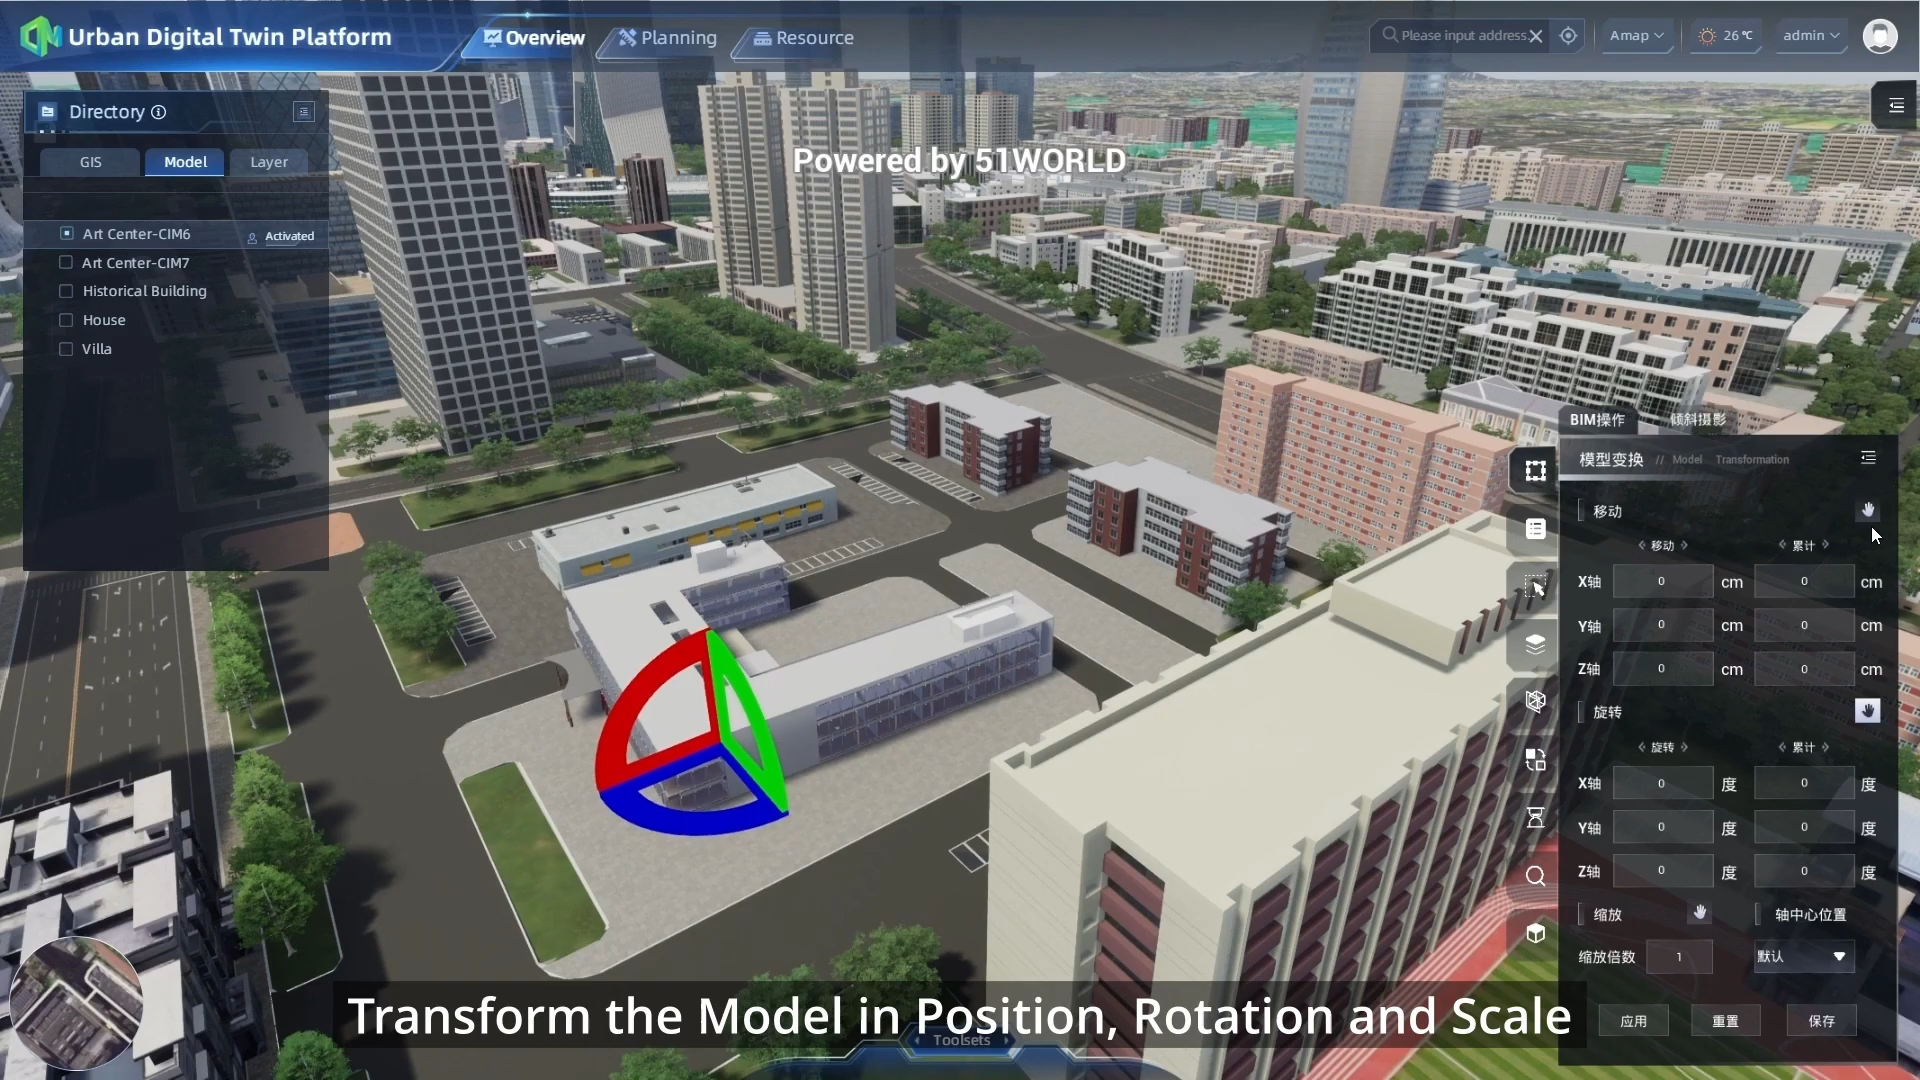 Urban Digital Twin Platform
Overview
Planning
Resource
Please input address.
Amap
26℃
admin
Directory
GIS
Model
Layer
Art Center-CIM6
Activated
Art Center-CIM7
Historical Building
House
Villa
Powered by 51WORLD
BIM操作
倾斜摄影
模型变换 // Model Transformation
移动
移动
累计
X轴 0 cm 0 cm
Y轴 0 cm 0 cm
Z轴 0 cm 0 cm
旋转
旋转
累计
X轴 0 度 0 度
Y轴 0 度 0 度
Z轴 0 度 0 度
缩放
轴中心位置
缩放倍数 1
默认
应用
重置
保存
Transform the Model in Position, Rotation and Scale
Toolsets